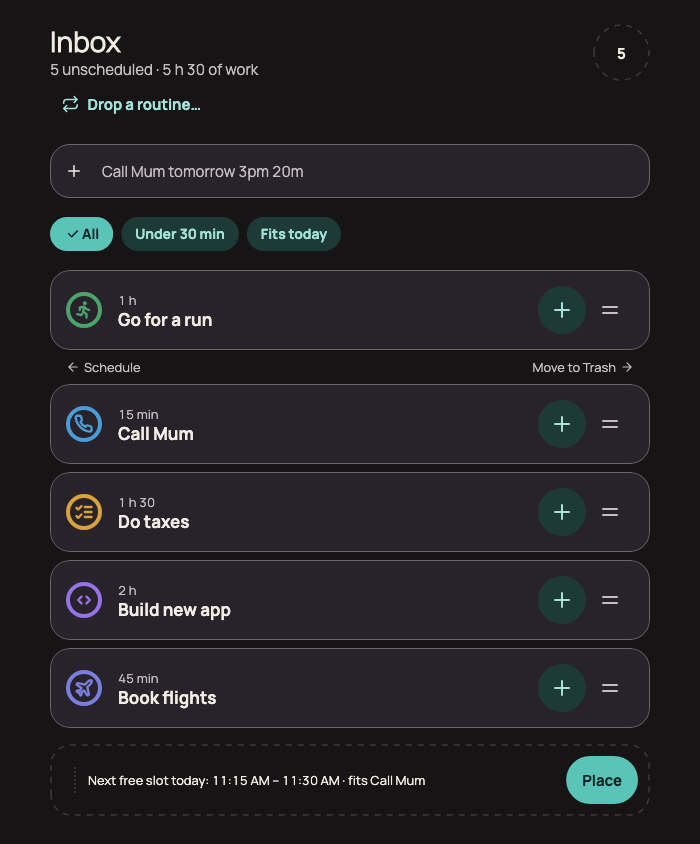 Inbox
5
5 unscheduled · 5 h 30 of work
Drop a routine...
Call Mum tomorrow 3pm 20m
All
Under 30 min
Fits today
1 h
Go for a run
← Schedule
Move to Trash →
15 min
Call Mum
1 h 30
Do taxes
2 h
Build new app
45 min
Book flights
Next free slot today: 11:15 AM – 11:30 AM · fits Call Mum
Place